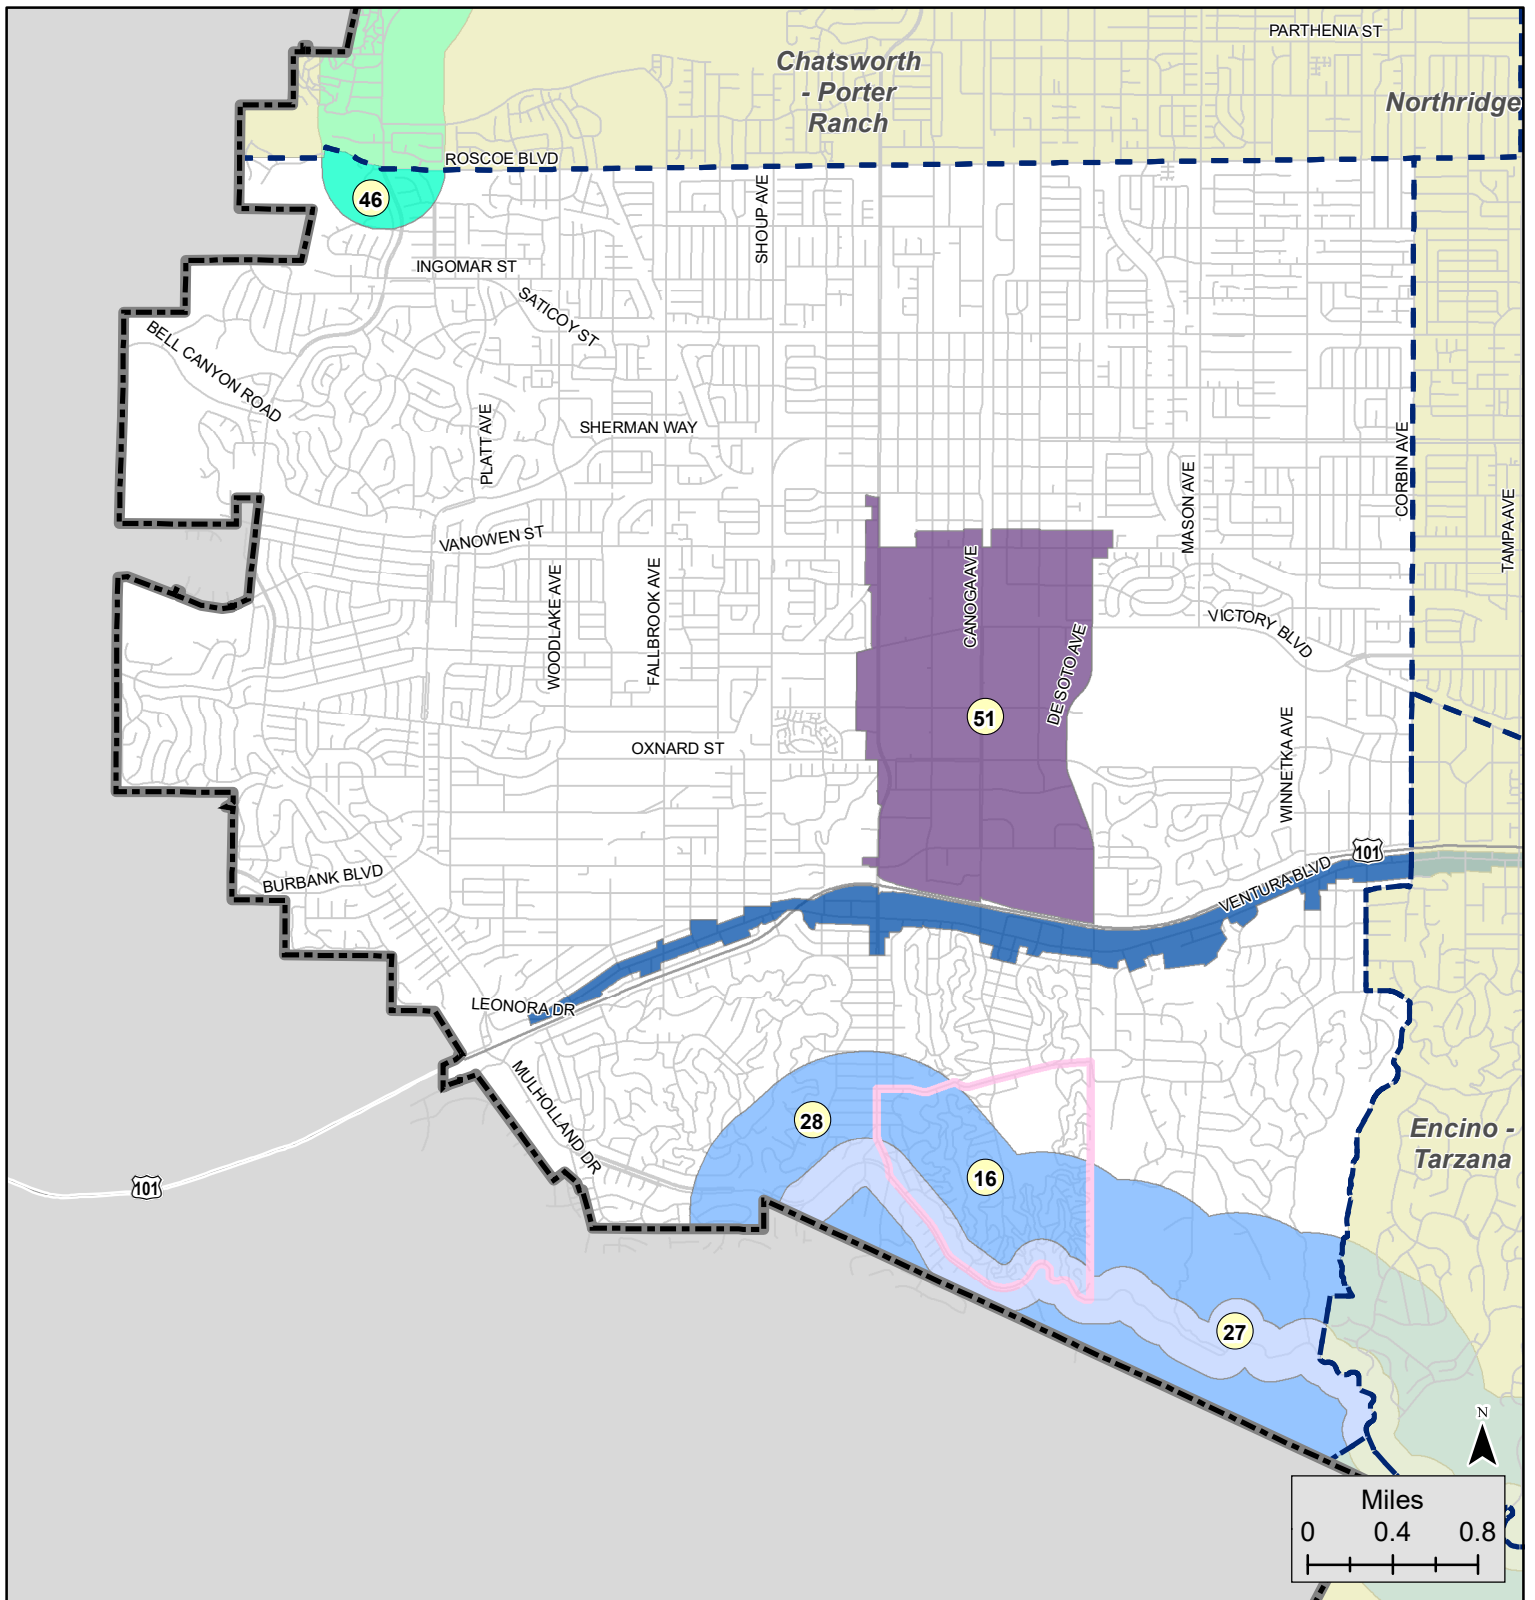 PARTHENIA ST
Chatsworth
- Porter
Ranch
Northridge
ROSCOE BLVD
46
SHOUP AVE
INGOMAR ST
SATICOY ST
BELL CANYON ROAD
PLATT AVE
SHERMAN WAY
CORBIN AVE
MASON AVE
TAMPA AVE
VANOWEN ST
WOODLAKE AVE
FALLBROOK AVE
CANOGA AVE
DE SOTO AVE
VICTORY BLVD
51
OXNARD ST
WINNETKA AVE
101
BURBANK BLVD
VENTURA BLVD
LEONORA DR
MULHOLLAND DR
28
16
Encino -
Tarzana
101
27
N
Miles
0 0.4 0.8